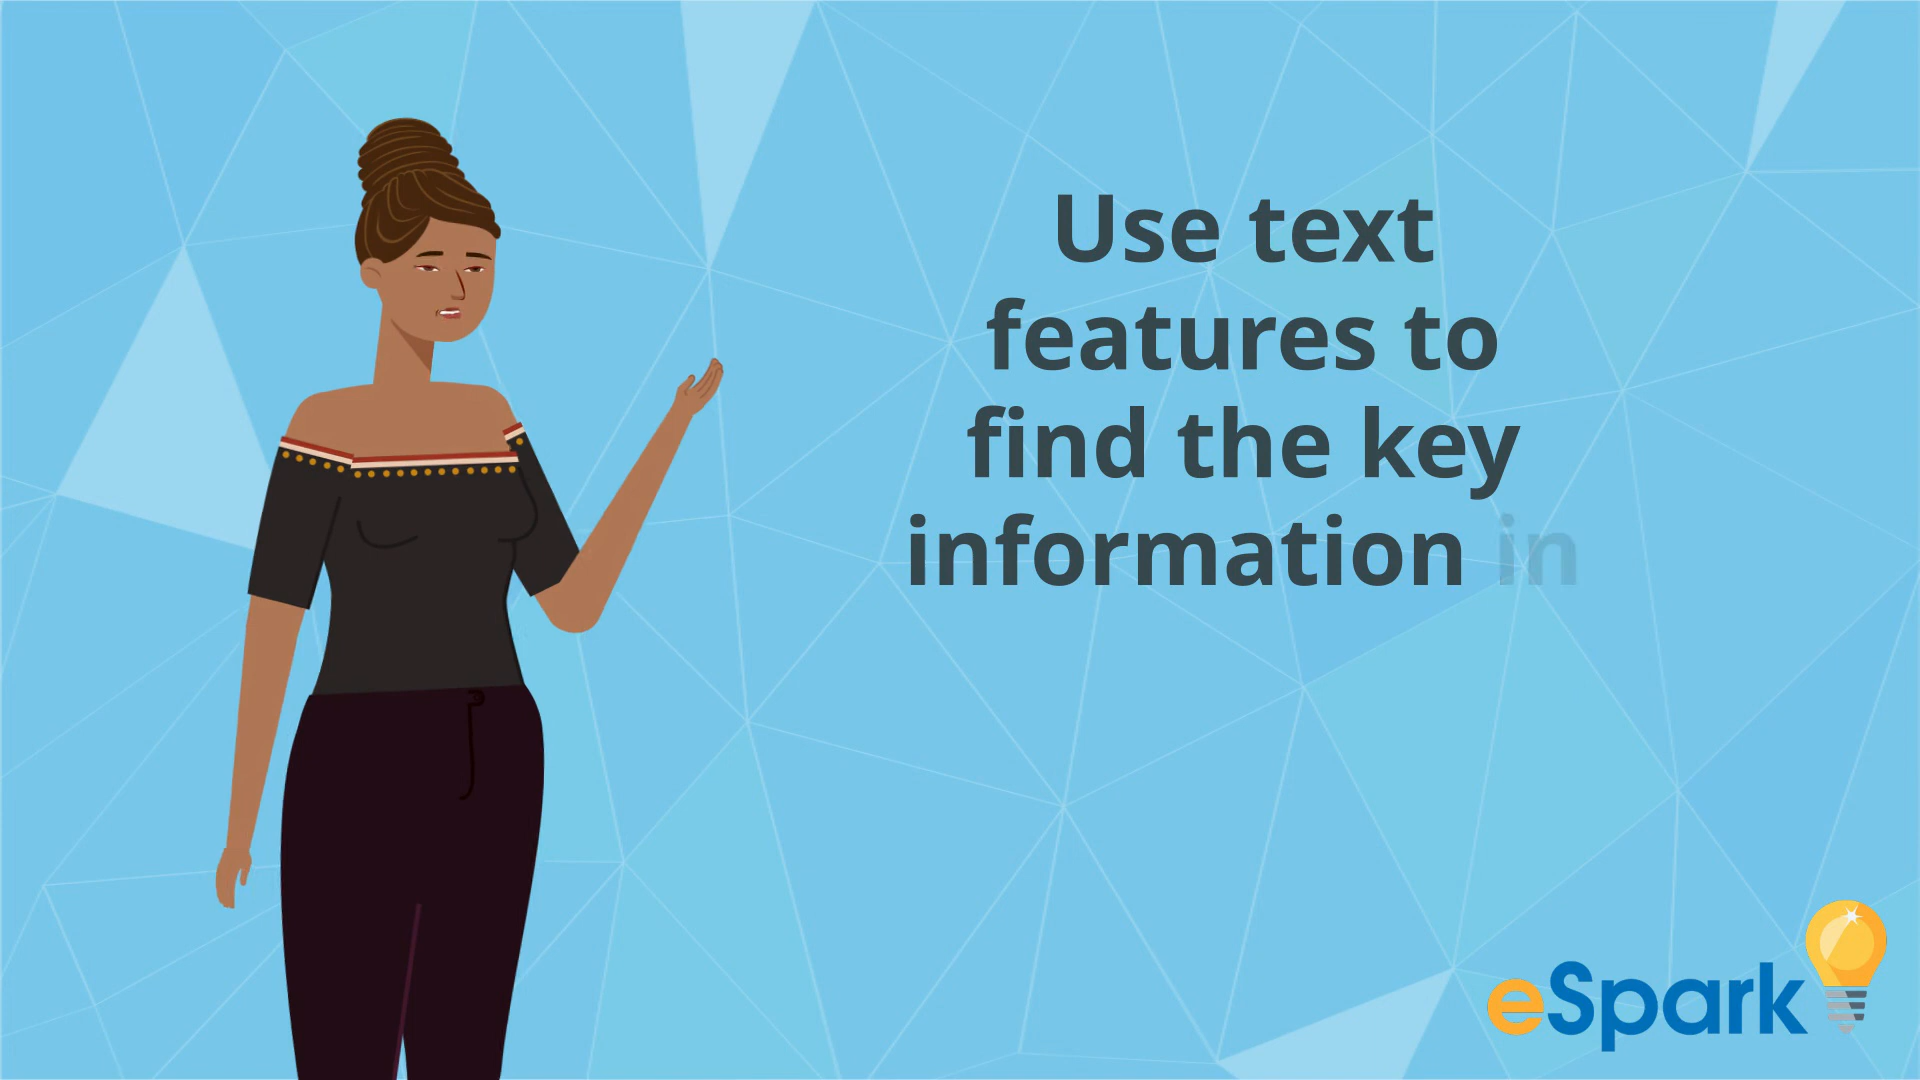 Use text
features to
find the key
information in
eSpark